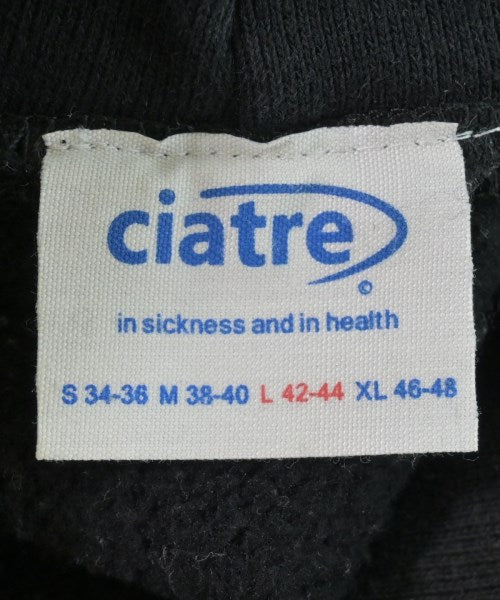 ciatre
©
in sickness and in health
S 34-36 M 38-40 L 42-44 XL 46-48